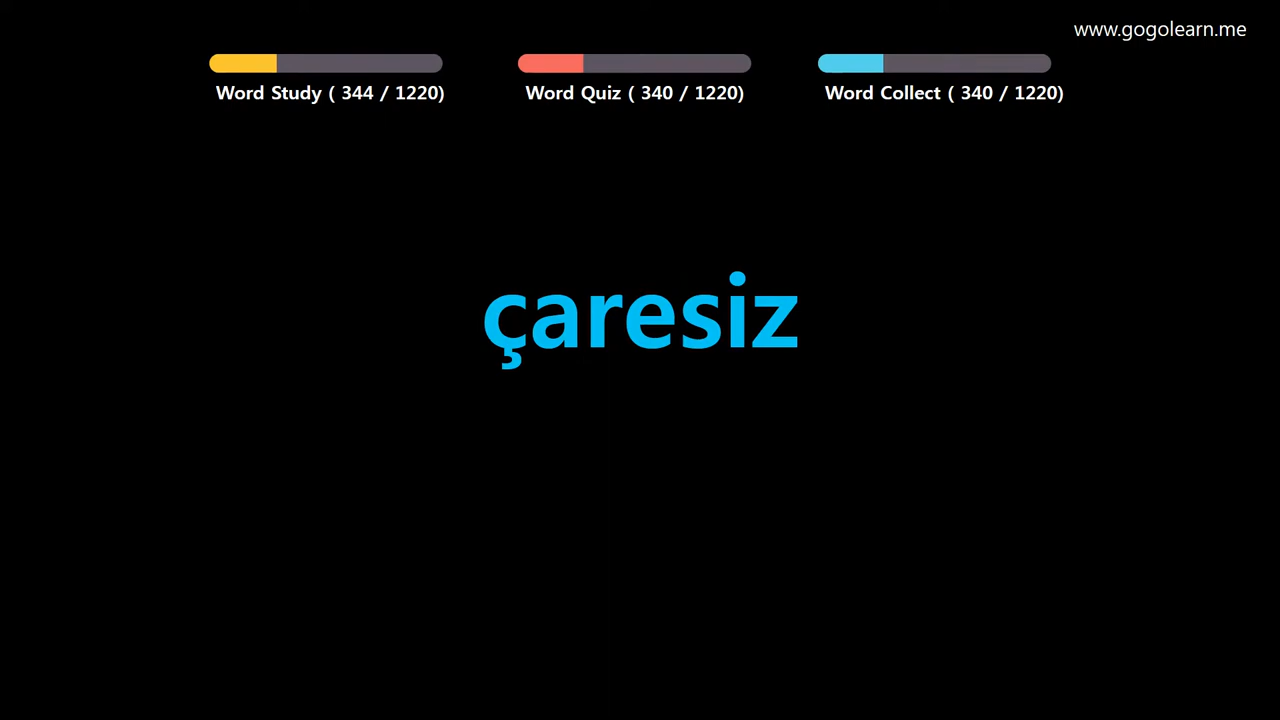 www.gogolearn.me
Word Study ( 344 / 1220)
Word Quiz ( 340 / 1220)
Word Collect ( 340 / 1220)
çaresiz